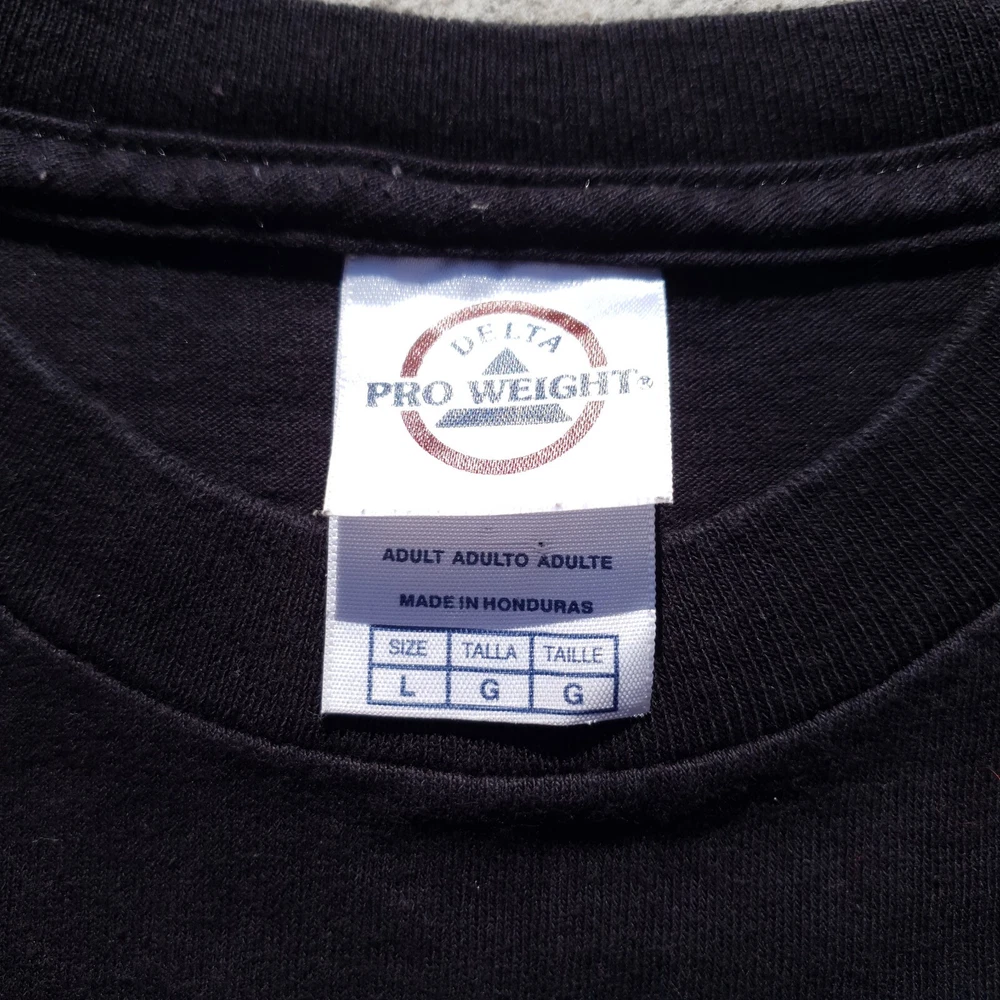 DELTA
PRO WEIGHT®
ADULT ADULTO ADULTE
MADE IN HONDURAS
SIZE TALLA TAILLE
L G G